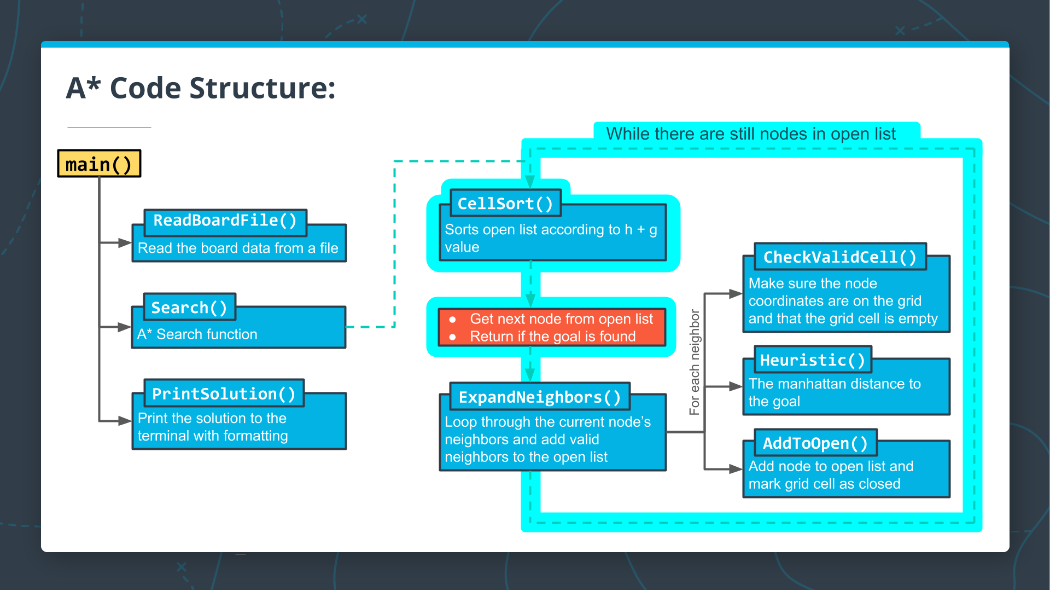 A* Code Structure:
While there are still nodes in open list
main()
ReadBoardFile()
Read the board data from a file
Search()
A* Search function
PrintSolution()
Print the solution to the
terminal with formatting
CellSort()
Sorts open list according to h + g
value
● Get next node from open list
● Return if the goal is found
ExpandNeighbors()
Loop through the current node's
neighbors and add valid
neighbors to the open list
For each neighbor
CheckValidCell()
Make sure the node
coordinates are on the grid
and that the grid cell is empty
Heuristic()
The manhattan distance to
the goal
AddToOpen()
Add node to open list and
mark grid cell as closed